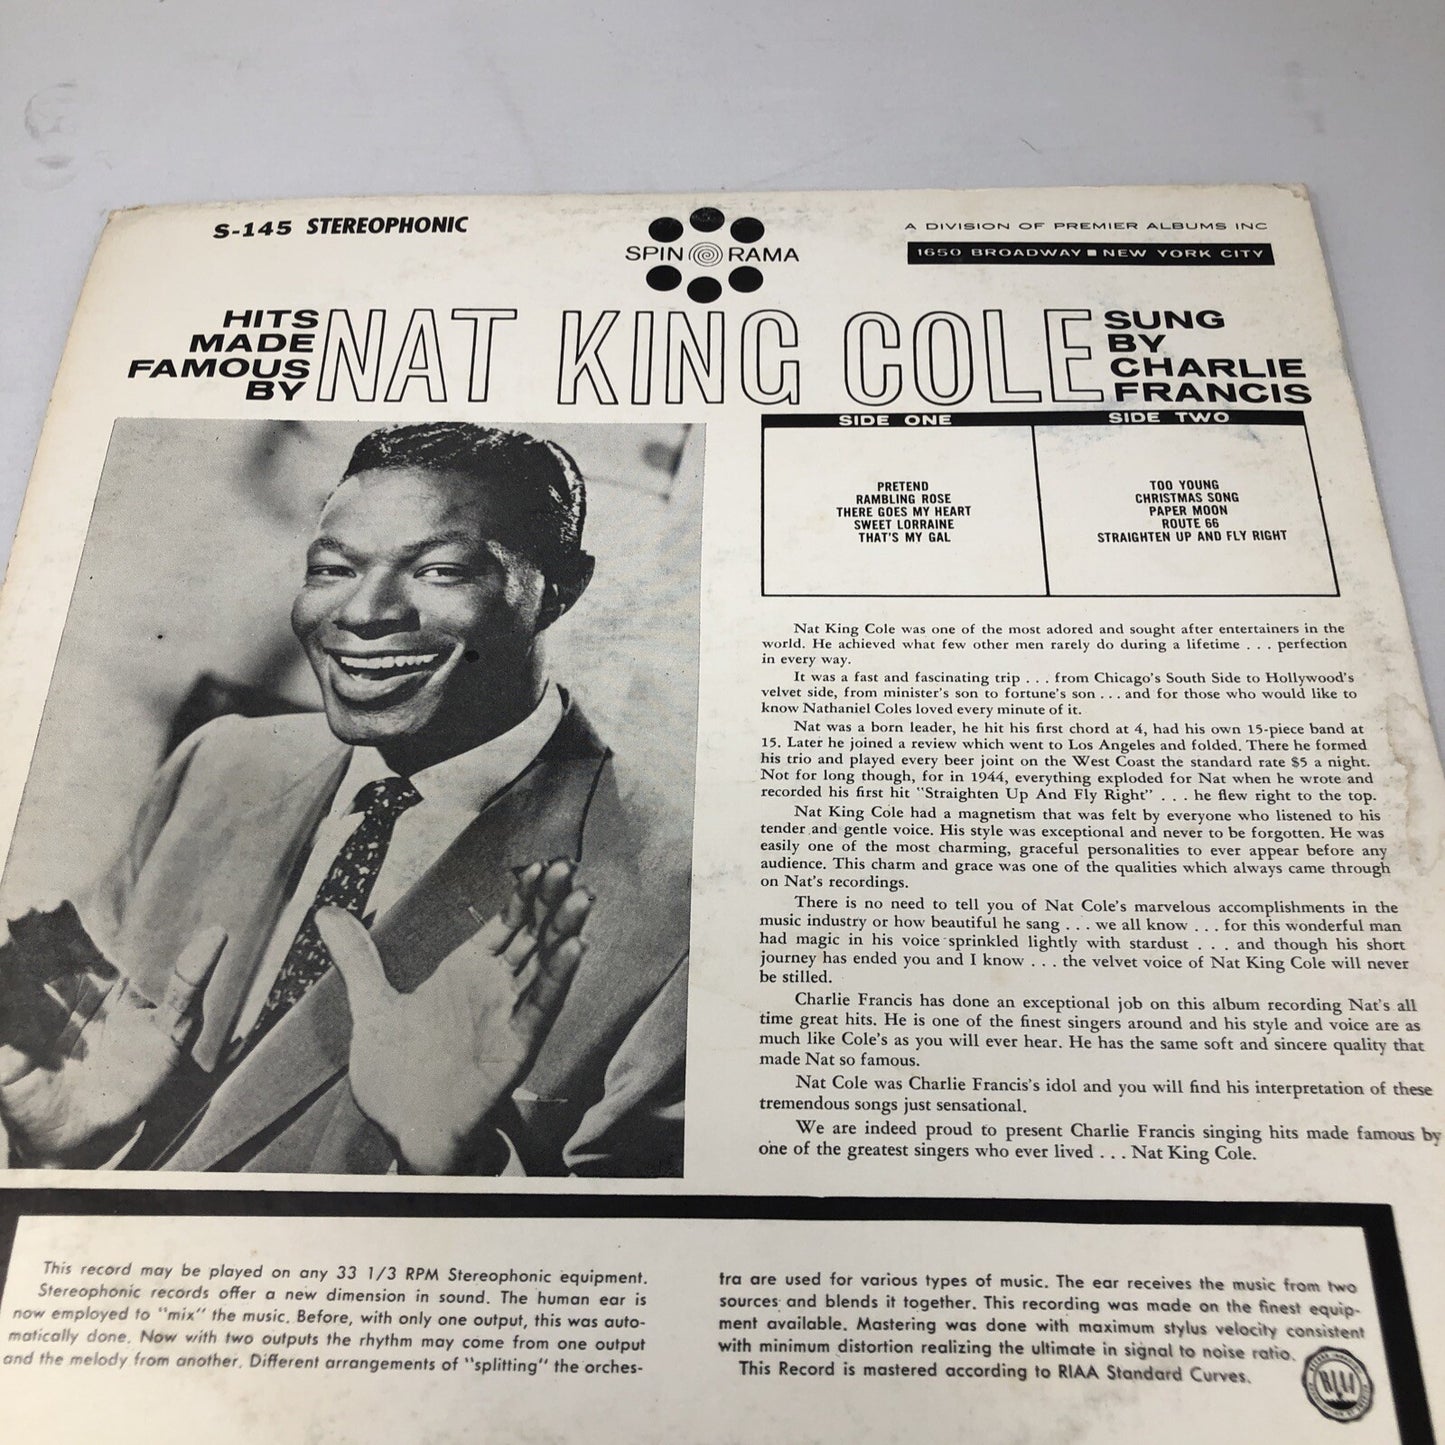 S-145 STEREOPHONIC
SPIN RAMA
A DIVISION OF PREMIER ALBUMS INC
1650 BROADWAY ■ NEW YORK CITY
HITS
MADE
FAMOUS
BY
NAT KING COLE
SUNG
BY
CHARLIE
FRANCIS
SIDE ONE
PRETEND
RAMBLING ROSE
THERE GOES MY HEART
SWEET LORRAINE
THAT'S MY GAL
SIDE TWO
TOO YOUNG
CHRISTMAS SONG
PAPER MOON
ROUTE 66
STRAIGHTEN UP AND FLY RIGHT
Nat King Cole was one of the most adored and sought after entertainers in the
world. He achieved what few other men rarely do during a lifetime . . . perfection
in every way.
It was a fast and fascinating trip . . . from Chicago's South Side to Hollywood's
velvet side, from minister's son to fortune's son . . . and for those who would like to
know Nathaniel Coles loved every minute of it.
Nat was a born leader, he hit his first chord at 4, had his own 15-piece band at
15. Later he joined a review which went to Los Angeles and folded. There he formed
his trio and played every beer joint on the West Coast the standard rate $5 a night.
Not for long though, for in 1944, everything exploded for Nat when he wrote and
recorded his first hit "Straighten Up And Fly Right" . . . he flew right to the top.
Nat King Cole had a magnetism that was felt by everyone who listened to his
tender and gentle voice. His style was exceptional and never to be forgotten. He was
easily one of the most charming, graceful personalities to ever appear before any
audience. This charm and grace was one of the qualities which always came through
on Nat's recordings.
There is no need to tell you of Nat Cole's marvelous accomplishments in the
music industry or how beautiful he sang . . . we all know . . . for this wonderful man
had magic in his voice sprinkled lightly with stardust . . . and though his short
journey has ended you and I know . . . the velvet voice of Nat King Cole will never
be stilled.
Charlie Francis has done an exceptional job on this album recording Nat's all
time great hits. He is one of the finest singers around and his style and voice are as
much like Cole's as you will ever hear. He has the same soft and sincere quality that
made Nat so famous.
Nat Cole was Charlie Francis's idol and you will find his interpretation of these
tremendous songs just sensational.
We are indeed proud to present Charlie Francis singing hits made famous by
one of the greatest singers who ever lived . . . Nat King Cole.
This record may be played on any 33 1/3 RPM Stereophonic equipment.
Stereophonic records offer a new dimension in sound. The human ear is
now employed to "mix" the music. Before, with only one output, this was auto-
matically done. Now with two outputs the rhythm may come from one output
and the melody from another. Different arrangements of "splitting" the orches-
tra are used for various types of music. The ear receives the music from two
sources and blends it together. This recording was made on the finest equip-
ment available. Mastering was done with maximum stylus velocity consistent
with minimum distortion realizing the ultimate in signal to noise ratio.
This Record is mastered according to RIAA Standard Curves.